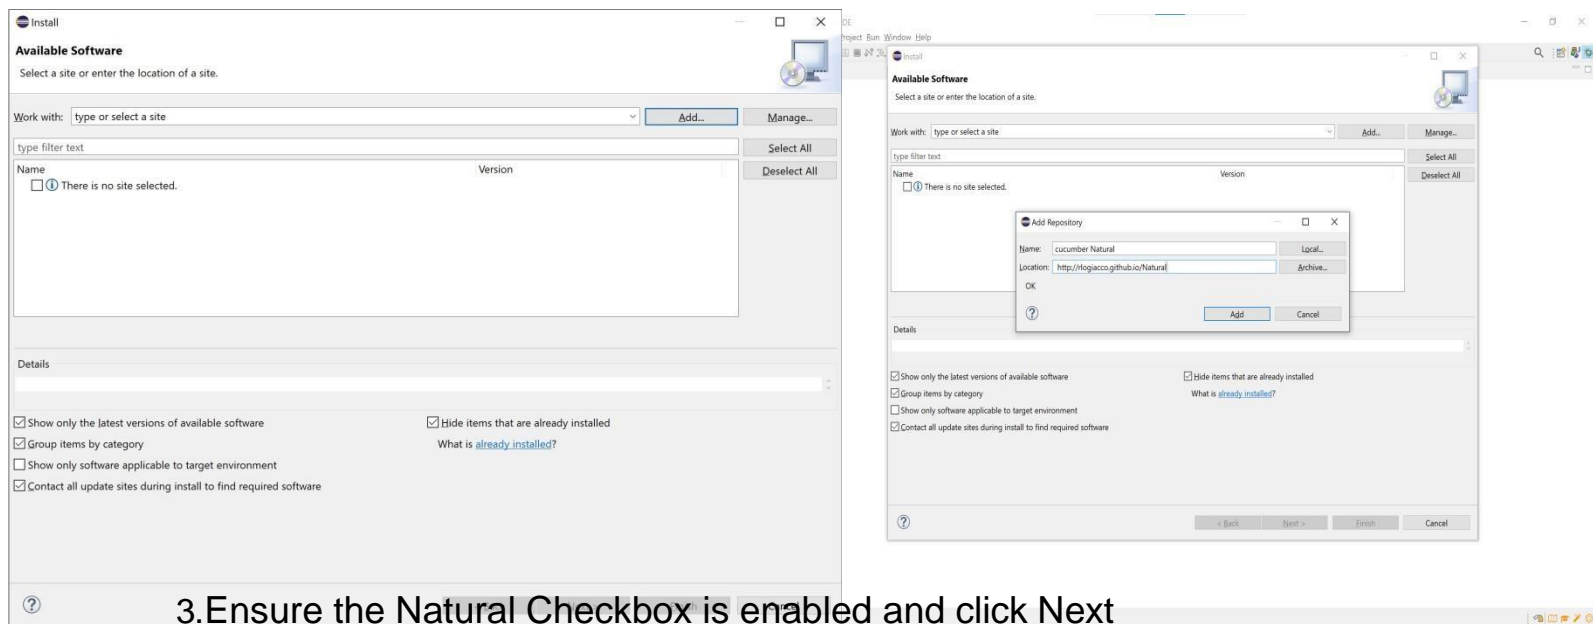 Install
Available Software
Select a site or enter the location of a site.
Work with: type or select a site Add... Manage...
type filter text Select All
Name Version Deselect All
There is no site selected.
Details
Show only the latest versions of available software Hide items that are already installed
Group items by category What is already installed?
Show only software applicable to target environment
Contact all update sites during install to find required software
DE
Project Run Window Help
Install
Available Software
Select a site or enter the location of a site.
Work with: type or select a site Add... Manage...
type filter text Select All
Name Version Deselect All
There is no site selected.
Add Repository
Name: cucumber Natural Local...
Location: http://rlogiacco.github.io/Natural Archive...
OK
Add Cancel
Details
Show only the latest versions of available software Hide items that are already installed
Group items by category What is already installed?
Show only software applicable to target environment
Contact all update sites during install to find required software
< Back Next > Finish Cancel
3.Ensure the Natural Checkbox is enabled and click Next